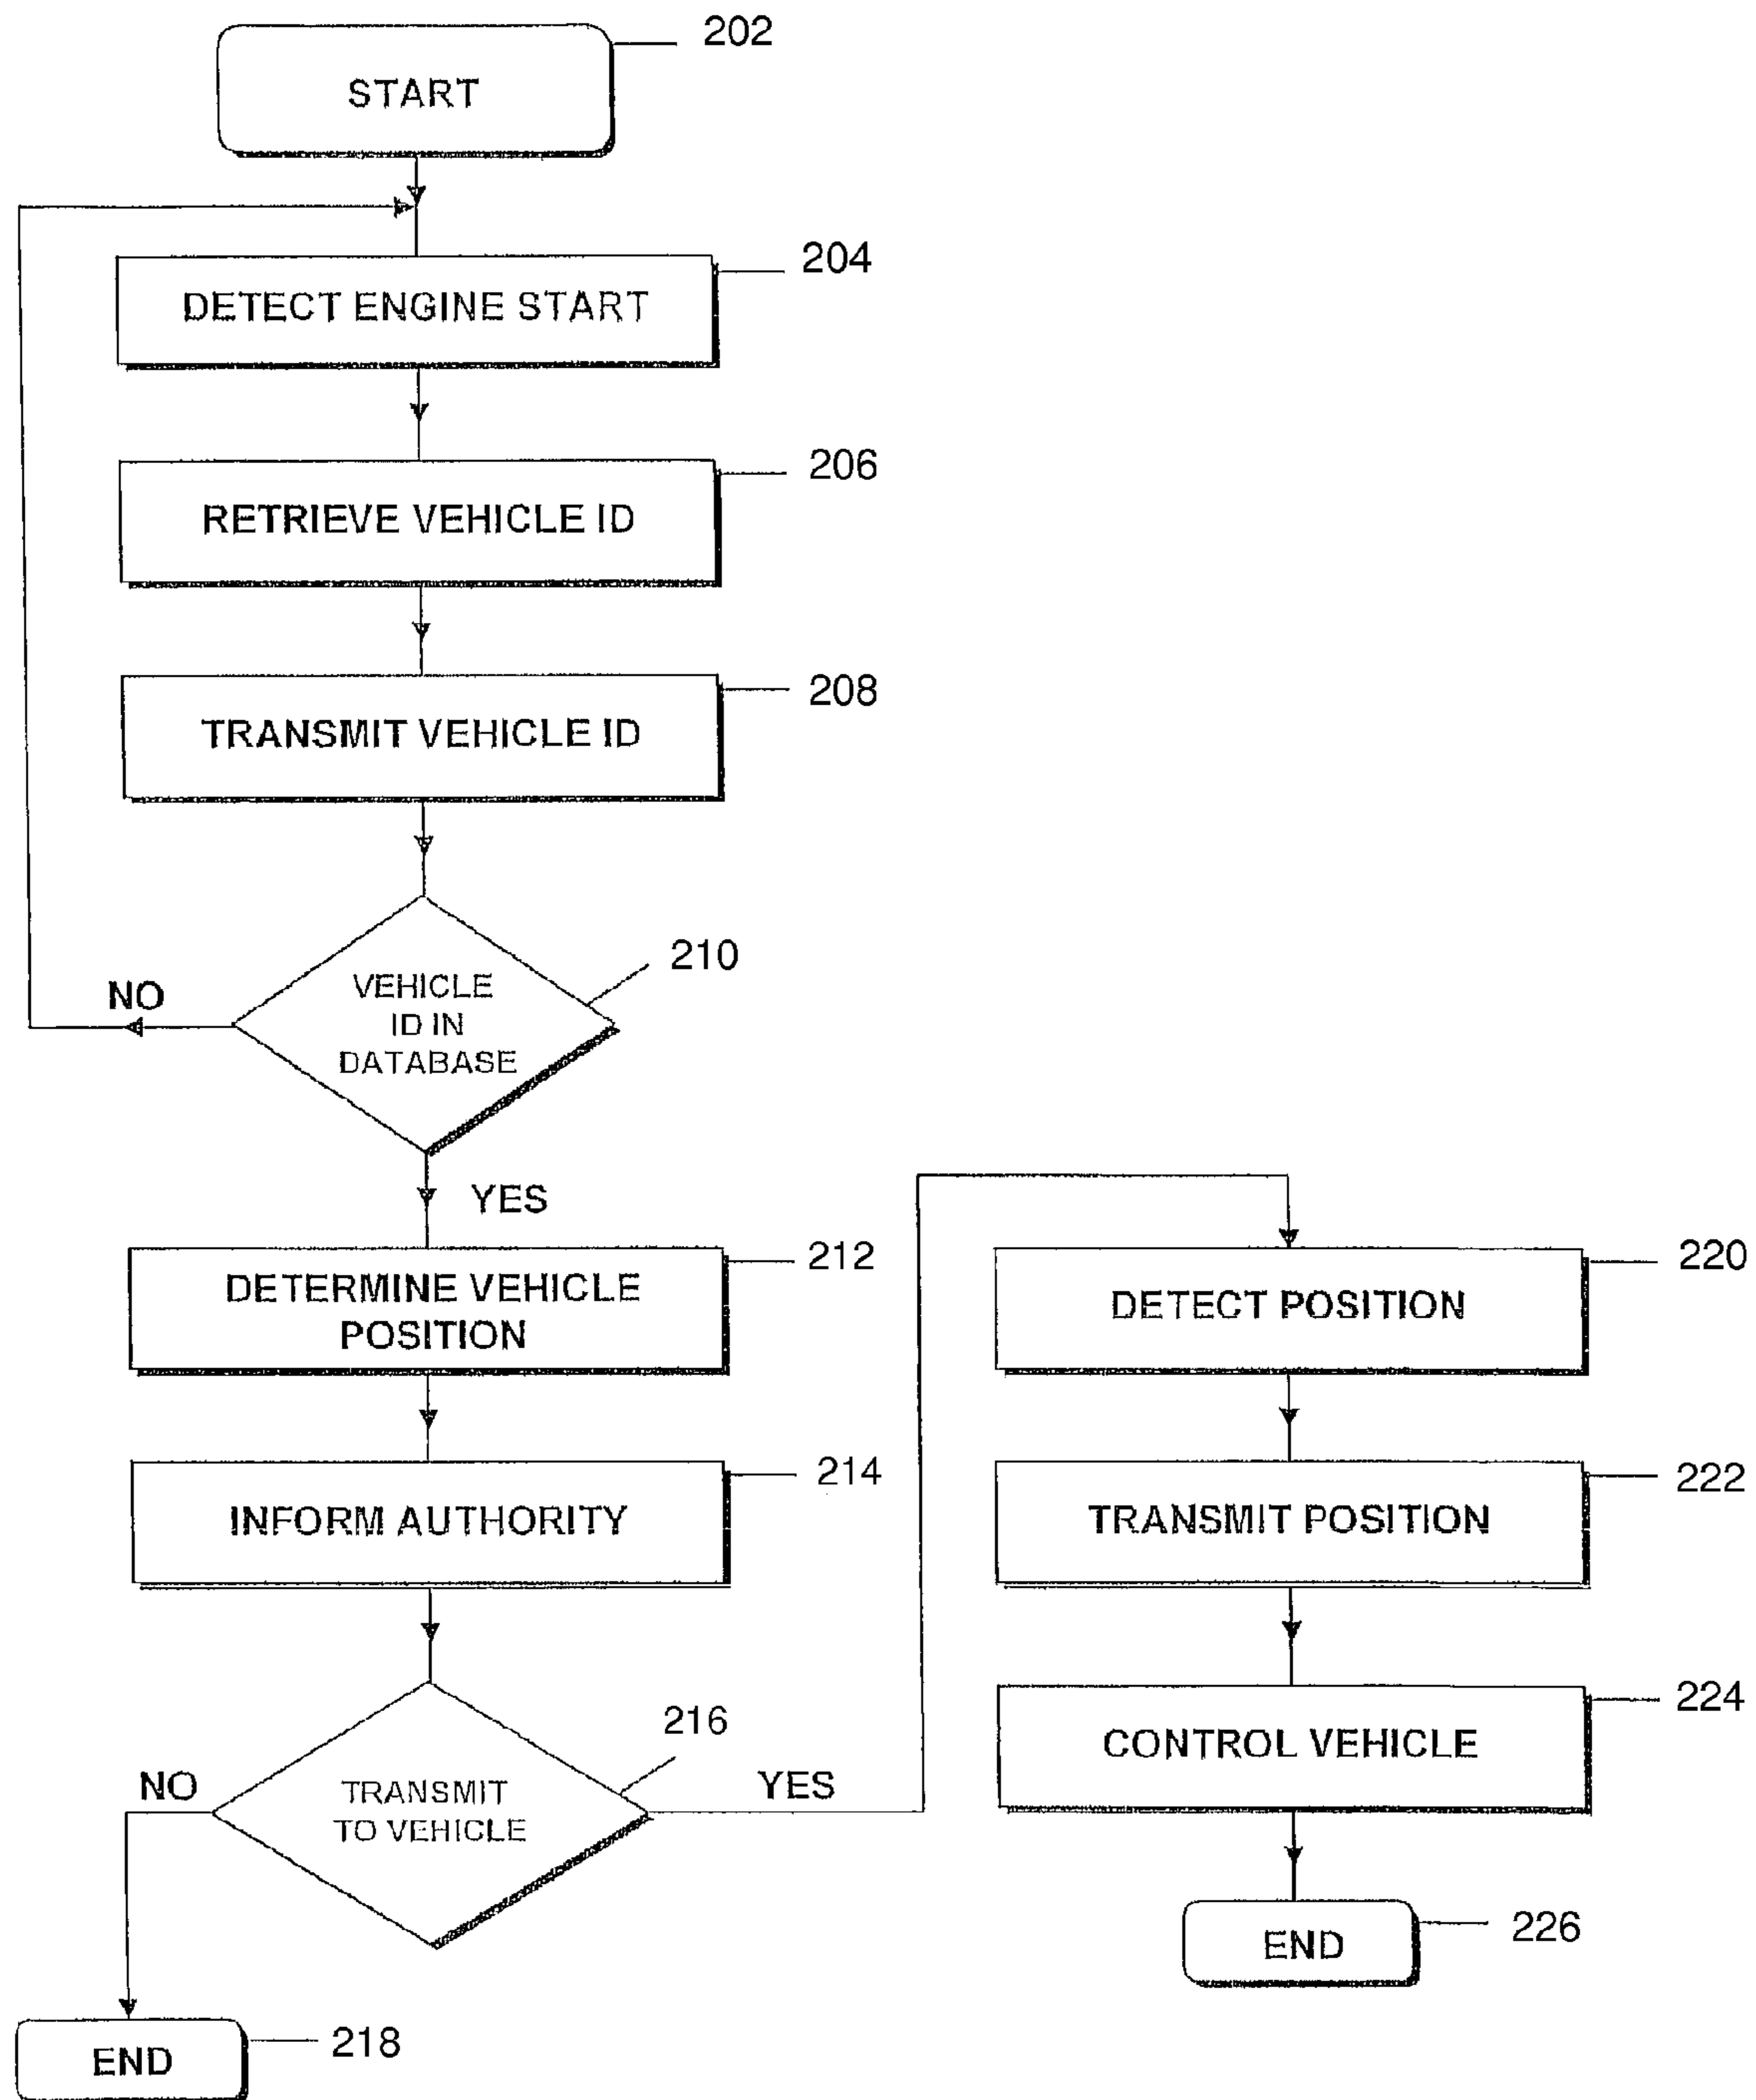 202
START
204
DETECT ENGINE START
206
RETRIEVE VEHICLE ID
208
TRANSMIT VEHICLE ID
210
VEHICLE
ID IN
DATABASE
NO
YES
212
DETERMINE VEHICLE
POSITION
214
INFORM AUTHORITY
216
TRANSMIT
TO VEHICLE
NO
YES
END
218
220
DETECT POSITION
222
TRANSMIT POSITION
224
CONTROL VEHICLE
END
226